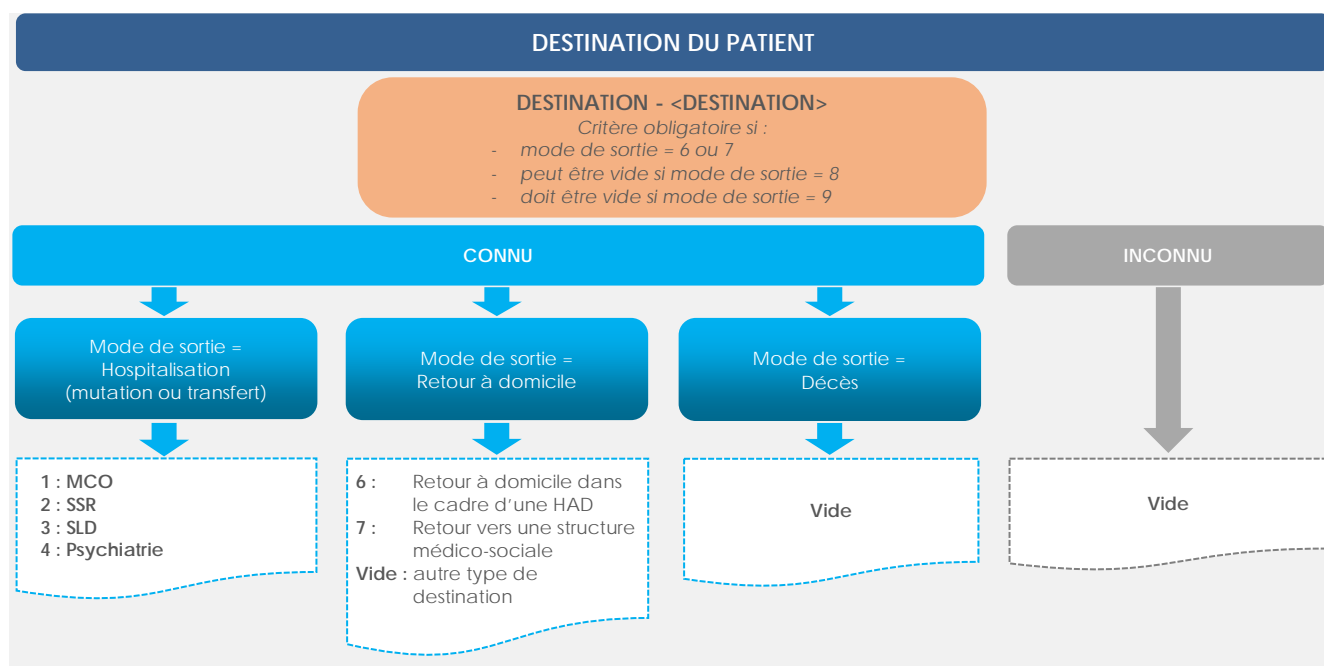 DESTINATION DU PATIENT
DESTINATION - <DESTINATION>
Critère obligatoire si :
- mode de sortie = 6 ou 7
- peut être vide si mode de sortie = 8
- doit être vide si mode de sortie = 9
CONNU
INCONNU
Mode de sortie =
Hospitalisation
(mutation ou transfert)
Mode de sortie =
Retour à domicile
Mode de sortie =
Décès
1 : MCO
2 : SSR
3 : SLD
4 : Psychiatrie
6 : Retour à domicile dans
le cadre d'une HAD
7 : Retour vers une structure
médico-sociale
Vide : autre type de
destination
Vide
Vide